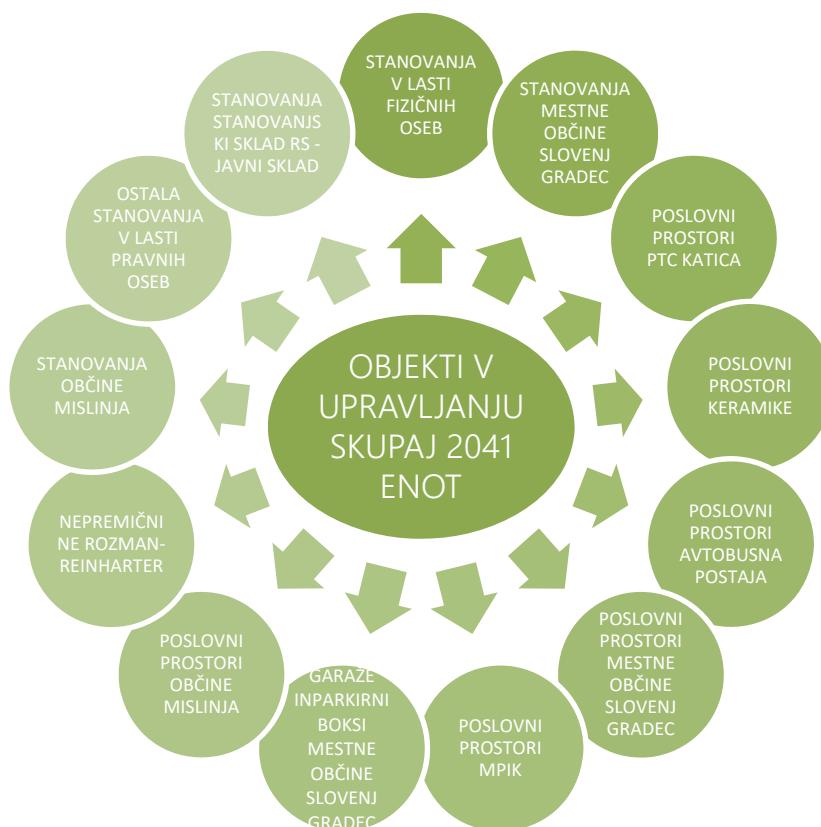 STANOVANJA
V LASTI
FIZIČNIH
OSEB
STANOVANJA
MESTNE
OBČINE
SLOVENJ
GRADEC
POSLOVNI
PROSTORI
PTC KATICA
POSLOVNI
PROSTORI
KERAMIKE
POSLOVNI
PROSTORI
AVTOBUSNA
POSTAJA
POSLOVNI
PROSTORI
MESTNE
OBČINE
SLOVENJ
GRADEC
POSLOVNI
PROSTORI
MPIK
GARAŽE
INPARKIRNI
BOKSI
MESTNE
OBČINE
SLOVENJ
GRADEC
POSLOVNI
PROSTORI
OBČINE
MISLINJA
NEPREMIČNI
NE ROZMAN-
REINHARTER
STANOVANJA
OBČINE
MISLINJA
OSTALA
STANOVANJA
V LASTI
PRAVNIH
OSEB
STANOVANJA
STANOVANJS
KI SKLAD RS -
JAVNI SKLAD
OBJEKTI V
UPRAVLJANJU
SKUPAJ 2041
ENOT